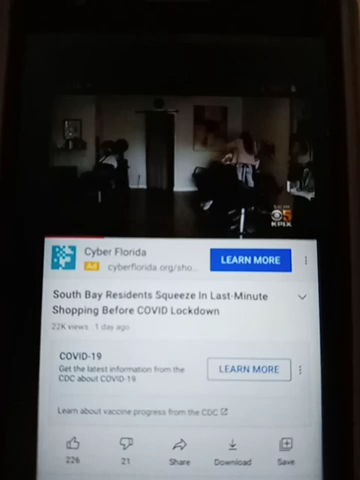 5
KPIX
Cyber Florida
Ad cyberflorida.org/sho...
LEARN MORE
South Bay Residents Squeeze In Last-Minute
Shopping Before COVID Lockdown
22K views · 1 day ago
COVID-19
Get the latest information from the
CDC about COVID-19
LEARN MORE
Learn about vaccine progress from the CDC
226
21
Share
Download
Save